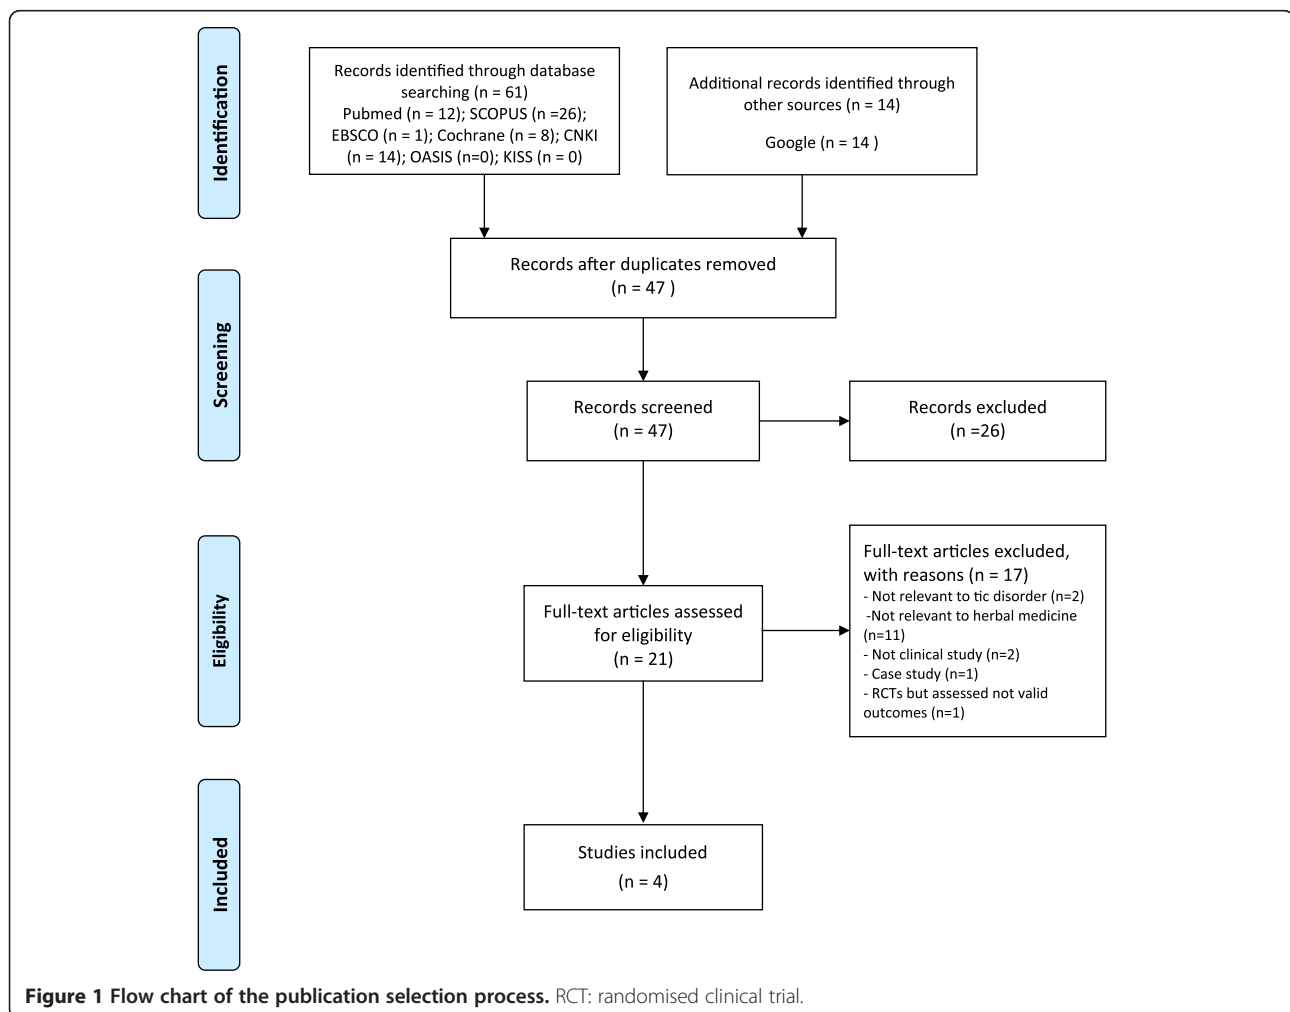 Identification
Records identified through database
searching (n = 61)
Pubmed (n = 12); SCOPUS (n =26);
EBSCO (n = 1); Cochrane (n = 8); CNKI
(n = 14); OASIS (n=0); KISS (n = 0)
Additional records identified through
other sources (n = 14)
Google (n = 14 )
Screening
Records after duplicates removed
(n = 47 )
Records screened
(n = 47)
Records excluded
(n =26)
Eligibility
Full-text articles assessed
for eligibility
(n = 21)
Full-text articles excluded,
with reasons (n = 17)
- Not relevant to tic disorder (n=2)
-Not relevant to herbal medicine
(n=11)
- Not clinical study (n=2)
- Case study (n=1)
- RCTs but assessed not valid
outcomes (n=1)
Included
Studies included
(n = 4)
Figure 1 Flow chart of the publication selection process. RCT: randomised clinical trial.